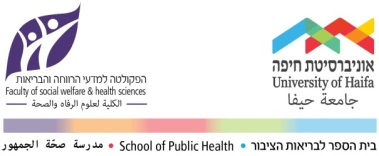 הפקולטה למדעי הרווחה והבריאות
Faculty of social welfare & health sciences
الكلية لعلوم الرفاه والصحة
אוניברסיטת חיפה
University of Haifa
جامعة حيفا
בית הספר לבריאות הציבור • School of Public Health • مدرسة صحّة الجمهور